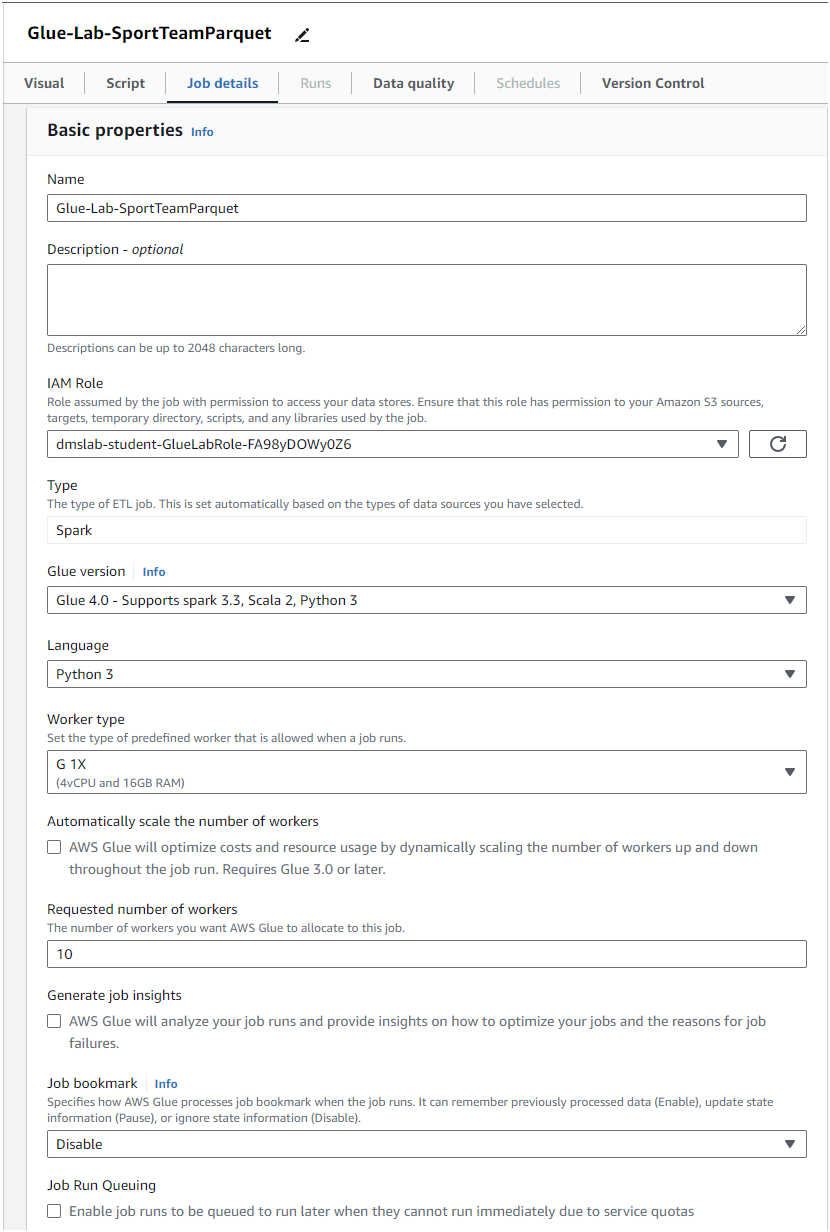 Glue-Lab-SportTeamParquet
Visual
Script
Job details
Runs
Data quality
Schedules
Version Control
Basic properties Info
Name
Glue-Lab-SportTeamParquet
Description - optional
Descriptions can be up to 2048 characters long.
IAM Role
Role assumed by the job with permission to access your data stores. Ensure that this role has permission to your Amazon S3 sources,
targets, temporary directory, scripts, and any libraries used by the job.
dmslab-student-GlueLabRole-FA98yDOWy0Z6
Type
The type of ETL job. This is set automatically based on the types of data sources you have selected.
Spark
Glue version Info
Glue 4.0 - Supports spark 3.3, Scala 2, Python 3
Language
Python 3
Worker type
Set the type of predefined worker that is allowed when a job runs.
G 1X
(4vCPU and 16GB RAM)
Automatically scale the number of workers
AWS Glue will optimize costs and resource usage by dynamically scaling the number of workers up and down
throughout the job run. Requires Glue 3.0 or later.
Requested number of workers
The number of workers you want AWS Glue to allocate to this job.
10
Generate job insights
AWS Glue will analyze your job runs and provide insights on how to optimize your jobs and the reasons for job
failures.
Job bookmark Info
Specifies how AWS Glue processes job bookmark when the job runs. It can remember previously processed data (Enable), update state
information (Pause), or ignore state information (Disable).
Disable
Job Run Queuing
Enable job runs to be queued to run later when they cannot run immediately due to service quotas